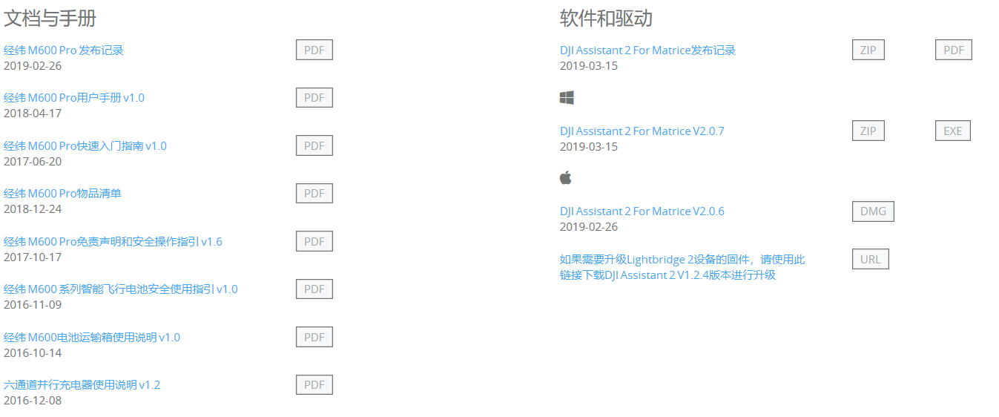 文档与手册
经纬 M600 Pro 发布记录
PDF
2019-02-26
经纬 M600 Pro用户手册 v1.0
PDF
2018-04-17
经纬 M600 Pro快速入门指南 v1.0
PDF
2017-06-20
经纬 M600 Pro物品清单
PDF
2018-12-24
经纬 M600 Pro免责声明和安全操作指引 v1.6
PDF
2017-10-17
经纬 M600 系列智能飞行电池安全使用指引 v1.0
PDF
2016-11-09
经纬 M600电池运输箱使用说明 v1.0
PDF
2016-10-14
六通道并行充电器使用说明 v1.2
PDF
2016-12-08
软件和驱动
DJI Assistant 2 For Matrice发布记录
ZIP
PDF
2019-03-15
DJI Assistant 2 For Matrice V2.0.7
ZIP
EXE
2019-03-15
DJI Assistant 2 For Matrice V2.0.6
DMG
2019-02-26
如果需要升级Lightbridge 2设备的固件，请使用此
链接下载DJI Assistant 2 V1.2.4版本进行升级
URL